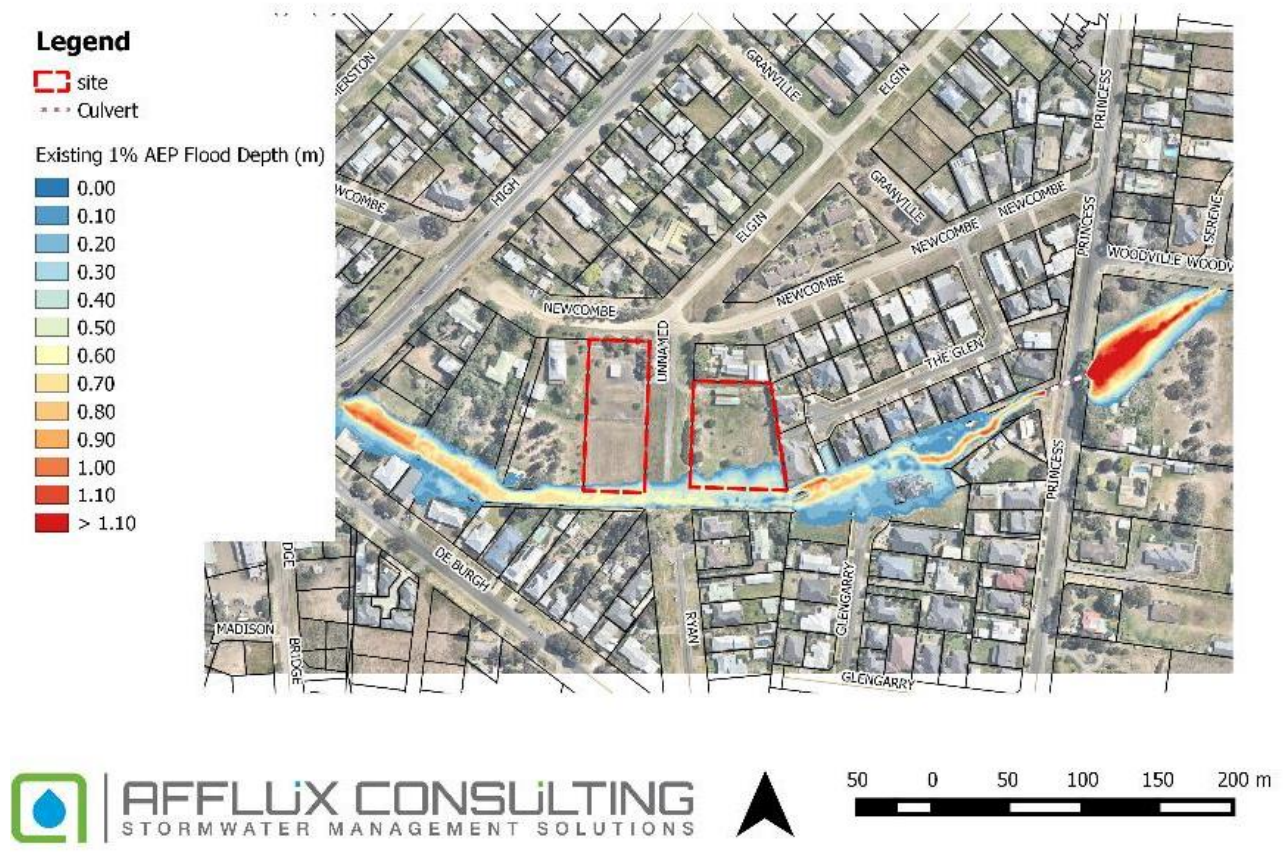 Legend
site
Culvert
Existing 1% AEP Flood Depth (m)
0.00
0.10
0.20
0.30
0.40
0.50
0.60
0.70
0.80
0.90
1.00
1.10
> 1.10
GRANVILLE
ELGIN
PRINCESS
HIGH
GRANVILLE
NEWCOMBE
ELGIN
NEWCOMBE
PRINCESS
SERENE
WOODVILLE
NEWCOMBE
NEWCOMBE
UNNAMED
THE GLEN
PRINCESS
DE BURGH
RYAN
GLENGARRY
MADISON
BRIDGE
GLENGARRY
AFFLUX CONSULTING
STORMWATER MANAGEMENT SOLUTIONS
50 0 50 100 150 200 m